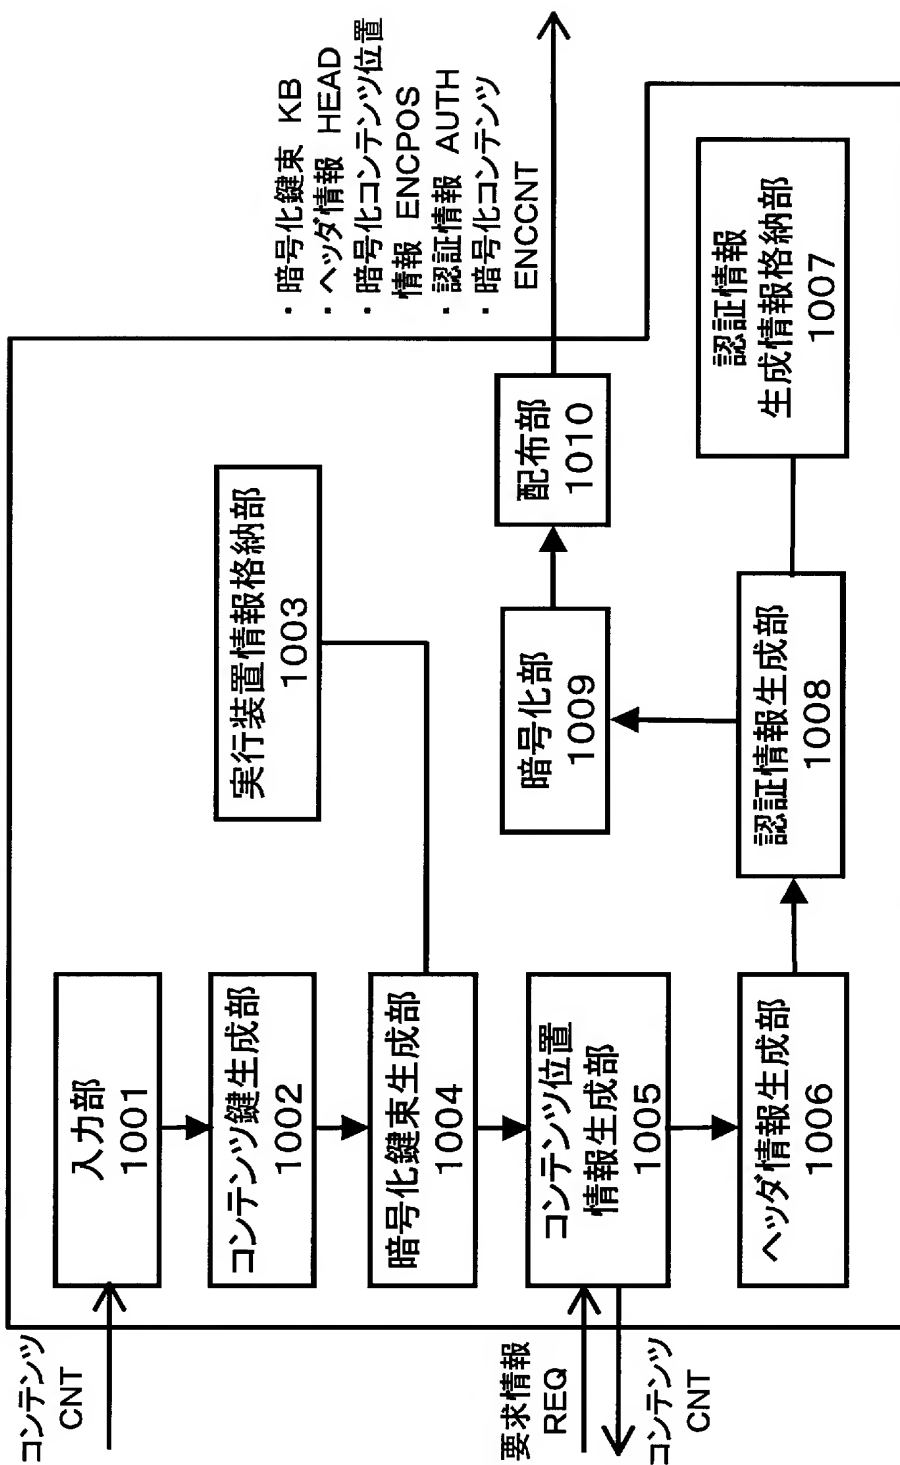 コンテンツ
CNT
入力部
1001
コンテンツ鍵生成部
1002
暗号化鍵束生成部
1004
要求情報
REQ
コンテンツ
CNT
コンテンツ位置
情報生成部
1005
ヘッダ情報生成部
1006
実行装置情報格納部
1003
暗号化部
1009
認証情報生成部
1008
配布部
1010
認証情報
生成情報格納部
1007
・ 暗号化鍵束 KB
・ ヘッダ情報 HEAD
・ 暗号化コンテンツ位置
情報 ENCPOS
・ 認証情報 AUTH
・ 暗号化コンテンツ
ENCCNT